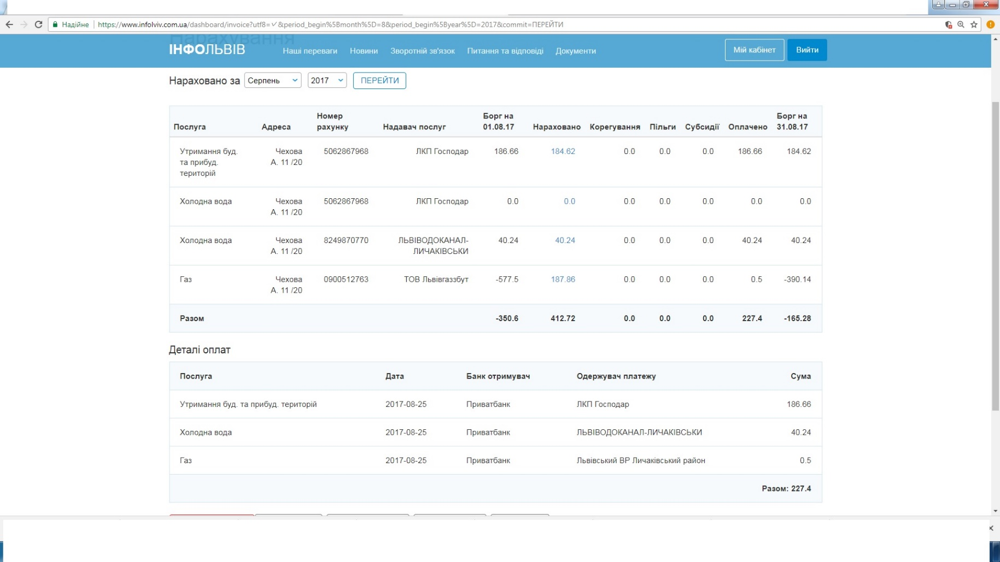 Надійне https://www.infolviv.com.ua/dashboard/invoice?utf8=✓&period_begin%5Bmonth%5D=8&period_begin%5Byear%5D=2017&commit=ПЕРЕЙТИ
Нарахування
ІНФОЛЬВІВ Наші переваги Новини Зворотній зв'язок Питання та відповіді Документи Мій кабінет Вийти
Нараховано за Серпень 2017 ПЕРЕЙТИ
Послуга Адреса Номер рахунку Надавач послуг Борг на 01.08.17 Нараховано Корегування Пільги Субсидії Оплачено Борг на 31.08.17
Утримання буд. та прибуд. територій Чехова А. 11 /20 5062867968 ЛКП Господар 186.66 184.62 0.0 0.0 0.0 186.66 184.62
Холодна вода Чехова А. 11 /20 5062867968 ЛКП Господар 0.0 0.0 0.0 0.0 0.0 0.0 0.0
Холодна вода Чехова А. 11 /20 8249870770 ЛЬВІВОДОКАНАЛ-ЛИЧАКІВСЬКИ 40.24 40.24 0.0 0.0 0.0 40.24 40.24
Газ Чехова А. 11 /20 0900512763 ТОВ Львівгаззбут -577.5 187.86 0.0 0.0 0.0 0.5 -390.14
Разом -350.6 412.72 0.0 0.0 0.0 227.4 -165.28
Деталі оплат
Послуга Дата Банк отримувач Одержувач платежу Сума
Утримання буд. та прибуд. територій 2017-08-25 Приватбанк ЛКП Господар 186.66
Холодна вода 2017-08-25 Приватбанк ЛЬВІВОДОКАНАЛ-ЛИЧАКІВСЬКИ 40.24
Газ 2017-08-25 Приватбанк Львівський ВР Личаківський район 0.5
Разом: 227.4